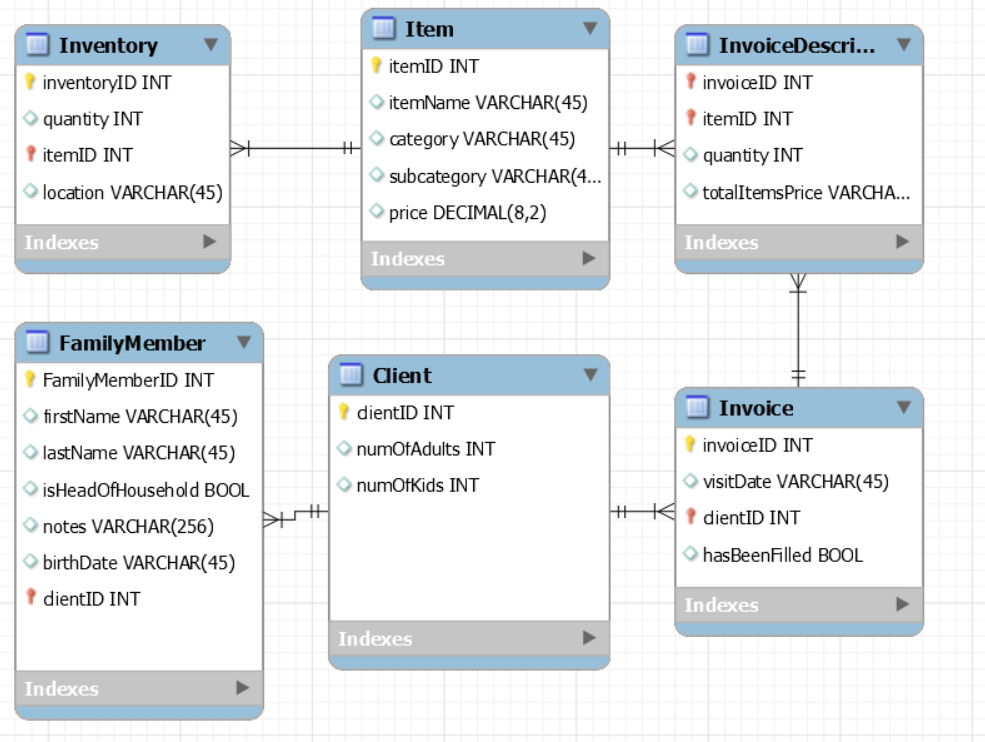 Inventory
inventoryID INT
quantity INT
itemID INT
location VARCHAR(45)
Indexes
Item
itemID INT
itemName VARCHAR(45)
category VARCHAR(45)
subcategory VARCHAR(4...
price DECIMAL(8,2)
Indexes
InvoiceDescri...
invoiceID INT
itemID INT
quantity INT
totalItemsPrice VARCHA...
Indexes
FamilyMember
FamilyMemberID INT
firstName VARCHAR(45)
lastName VARCHAR(45)
isHeadOfHousehold BOOL
notes VARCHAR(256)
birthDate VARCHAR(45)
clientID INT
Indexes
Client
clientID INT
numOfAdults INT
numOfKids INT
Indexes
Invoice
invoiceID INT
visitDate VARCHAR(45)
clientID INT
hasBeenFilled BOOL
Indexes